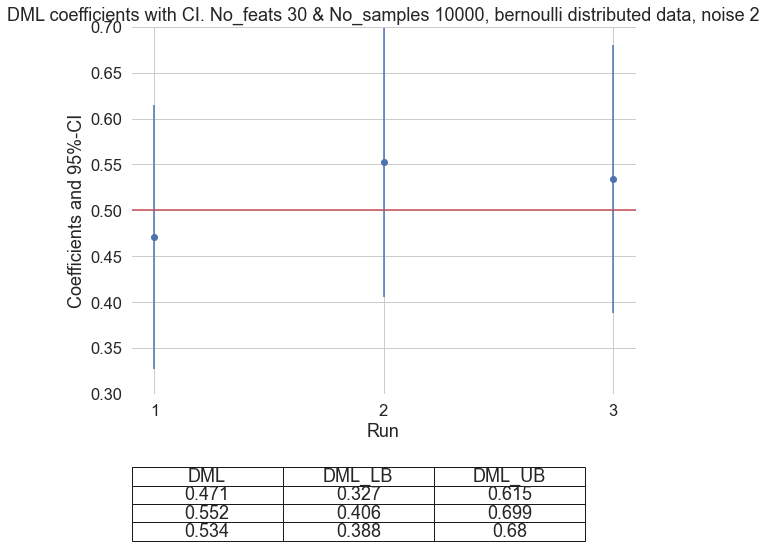 DML coefficients with CI. No_feats 30 & No_samples 10000, bernoulli distributed data, noise 2
0.70
0.65
0.60
0.55
0.50
0.45
0.40
0.35
0.30
Coefficients and 95%-CI
1 2 3
Run
DML DML_LB DML_UB
0.471 0.327 0.615
0.552 0.406 0.699
0.534 0.388 0.68